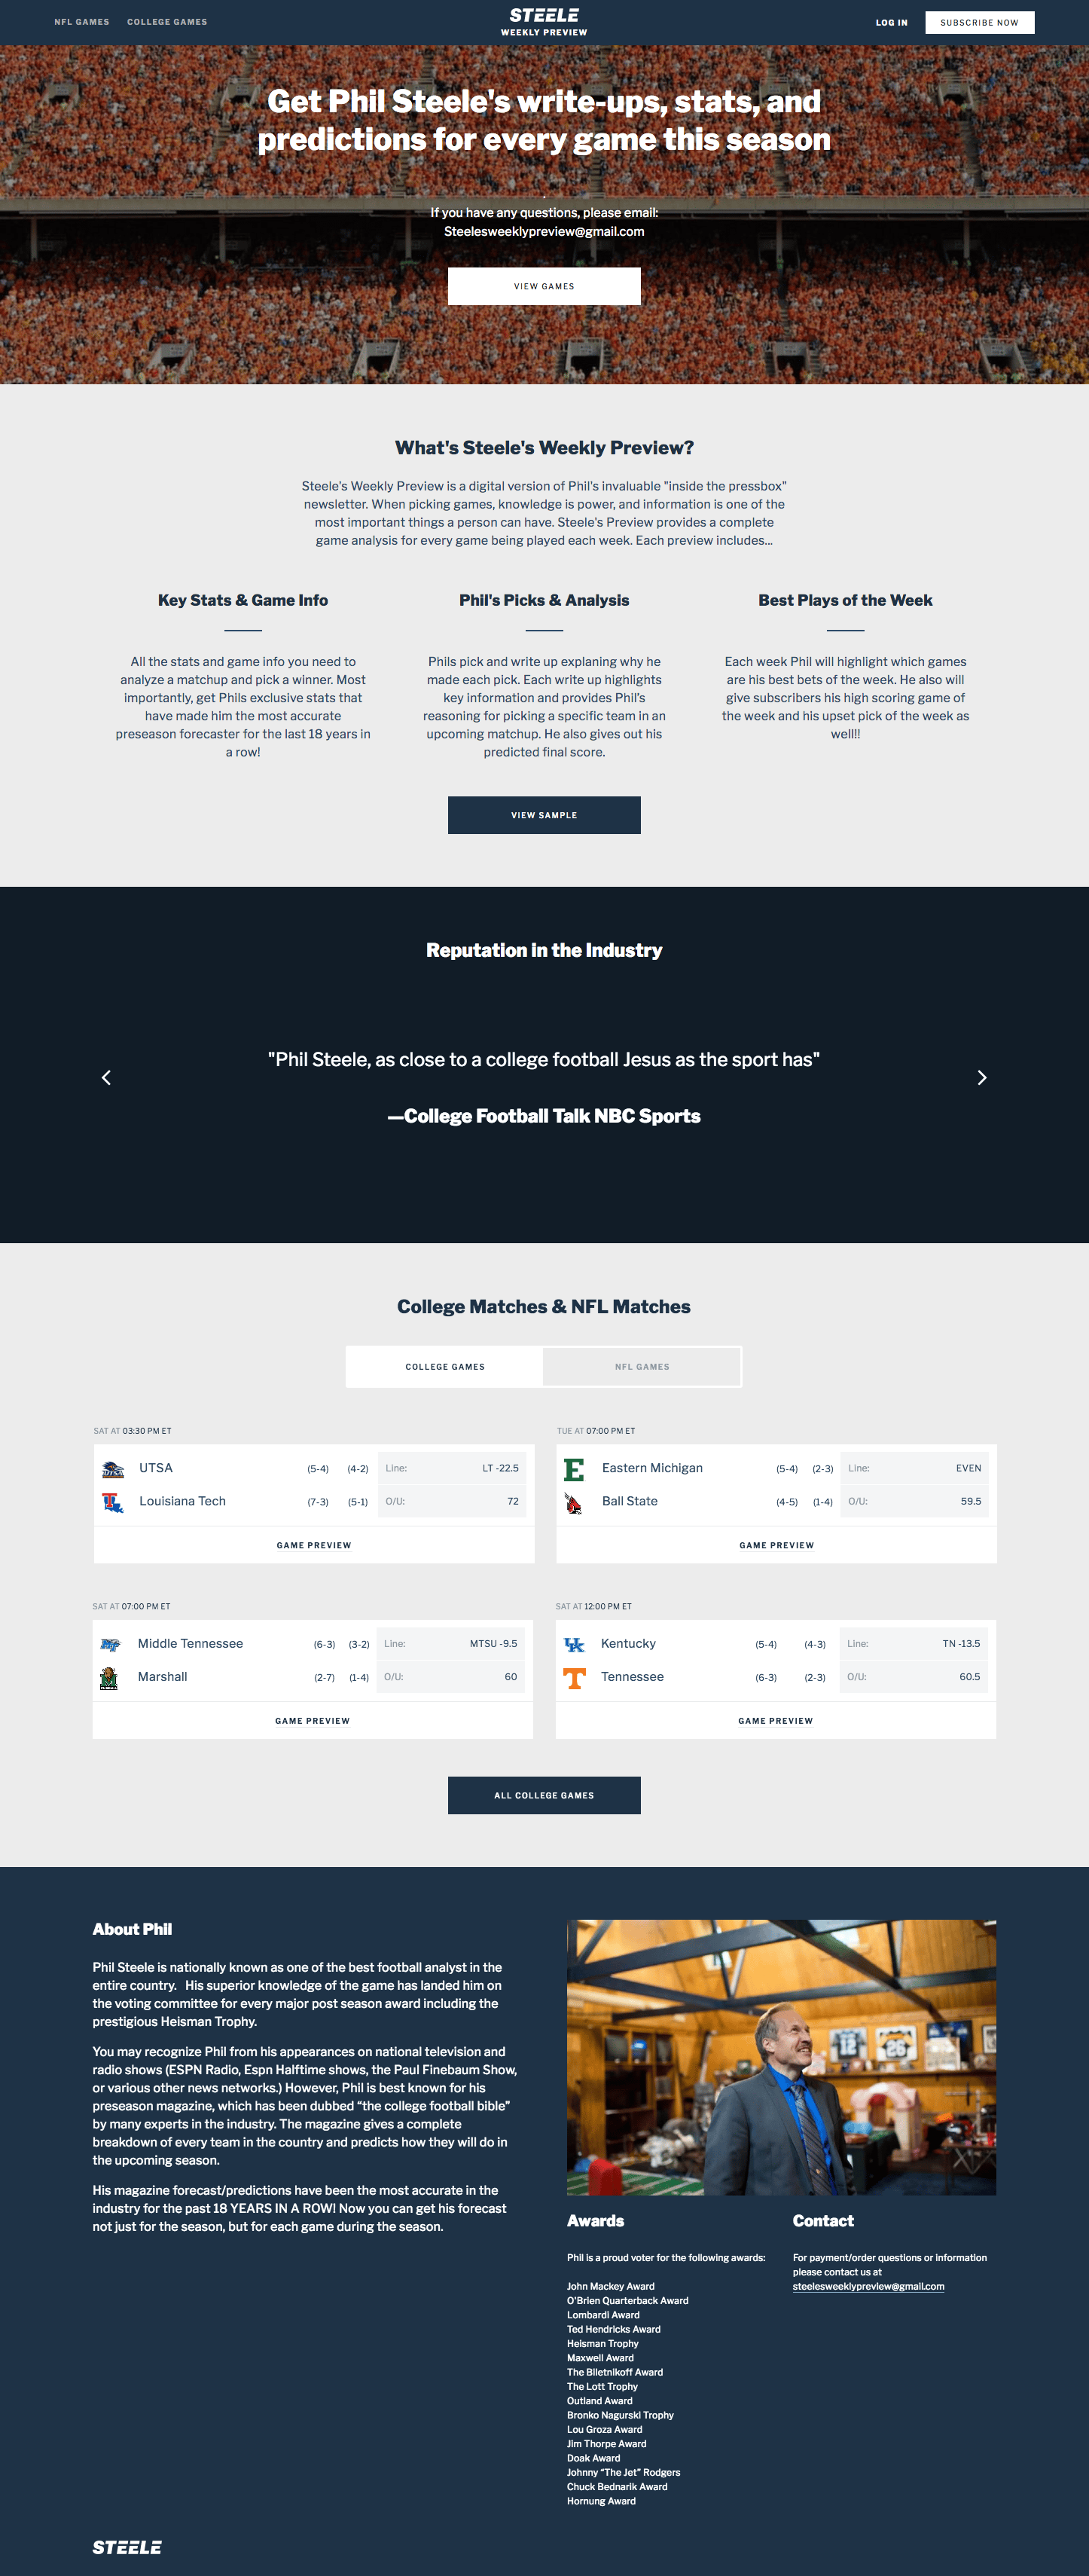 NFL GAMES COLLEGE GAMES
STEELE
WEEKLY PREVIEW
LOG IN
SUBSCRIBE NOW
Get Phil Steele's write-ups, stats, and
predictions for every game this season
.
If you have any questions, please email:
Steelesweeklypreview@gmail.com
VIEW GAMES
What's Steele's Weekly Preview?
Steele's Weekly Preview is a digital version of Phil's invaluable "inside the pressbox"
newsletter. When picking games, knowledge is power, and information is one of the
most important things a person can have. Steele's Preview provides a complete
game analysis for every game being played each week. Each preview includes...
Key Stats & Game Info
All the stats and game info you need to
analyze a matchup and pick a winner. Most
importantly, get Phils exclusive stats that
have made him the most accurate
preseason forecaster for the last 18 years in
a row!
Phil's Picks & Analysis
Phils pick and write up explaning why he
made each pick. Each write up highlights
key information and provides Phil's
reasoning for picking a specific team in an
upcoming matchup. He also gives out his
predicted final score.
Best Plays of the Week
Each week Phil will highlight which games
are his best bets of the week. He also will
give subscribers his high scoring game of
the week and his upset pick of the week as
well!!
VIEW SAMPLE
Reputation in the Industry
"Phil Steele, as close to a college football Jesus as the sport has"
—College Football Talk NBC Sports
College Matches & NFL Matches
COLLEGE GAMES
NFL GAMES
SAT AT 03:30 PM ET
UTSA (5-4) (4-2) Line: LT -22.5
Louisiana Tech (7-3) (5-1) O/U: 72
GAME PREVIEW
TUE AT 07:00 PM ET
Eastern Michigan (5-4) (2-3) Line: EVEN
Ball State (4-5) (1-4) O/U: 59.5
GAME PREVIEW
SAT AT 07:00 PM ET
Middle Tennessee (6-3) (3-2) Line: MTSU -9.5
Marshall (2-7) (1-4) O/U: 60
GAME PREVIEW
SAT AT 12:00 PM ET
Kentucky (5-4) (4-3) Line: TN -13.5
Tennessee (6-3) (2-3) O/U: 60.5
GAME PREVIEW
ALL COLLEGE GAMES
About Phil
Phil Steele is nationally known as one of the best football analyst in the
entire country. His superior knowledge of the game has landed him on
the voting committee for every major post season award including the
prestigious Heisman Trophy.
You may recognize Phil from his appearances on national television and
radio shows (ESPN Radio, Espn Halftime shows, the Paul Finebaum Show,
or various other news networks.) However, Phil is best known for his
preseason magazine, which has been dubbed “the college football bible”
by many experts in the industry. The magazine gives a complete
breakdown of every team in the country and predicts how they will do in
the upcoming season.
His magazine forecast/predictions have been the most accurate in the
industry for the past 18 YEARS IN A ROW! Now you can get his forecast
not just for the season, but for each game during the season.
12
26
Awards
Phil is a proud voter for the following awards:
John Mackey Award
O'Brien Quarterback Award
Lombardi Award
Ted Hendricks Award
Heisman Trophy
Maxwell Award
The Biletnikoff Award
The Lott Trophy
Outland Award
Bronko Nagurski Trophy
Lou Groza Award
Jim Thorpe Award
Doak Award
Johnny “The Jet” Rodgers
Chuck Bednarik Award
Hornung Award
Contact
For payment/order questions or information
please contact us at
steelesweeklypreview@gmail.com
STEELE